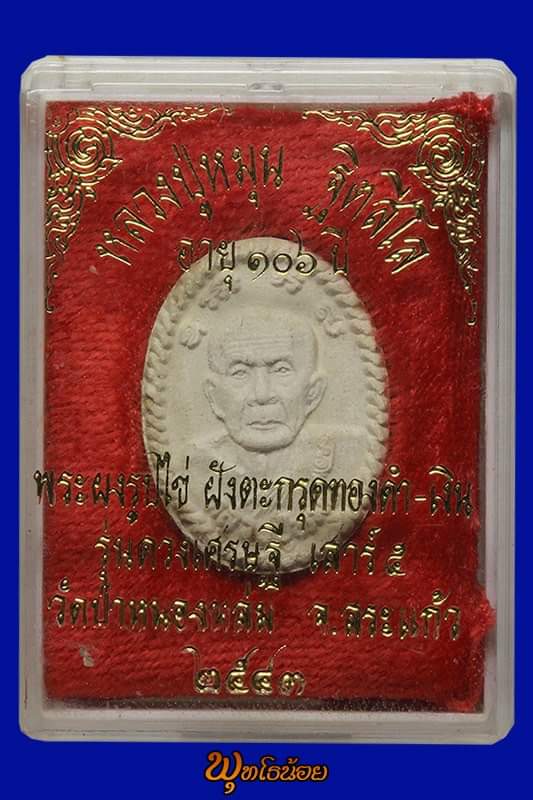 หลวงปู่หมุน ฐิตสีโล
อายุ ๑๐๖ ปี
พระผงรูปไข่ ฝังตะกรุดทองคำ-เงิน
รุ่นดวงเศรษฐี เสาร์ ๕
วัดป่าหนองหล่ม จ.สระแก้ว
๒๕๔๓
พุทโธน้อย